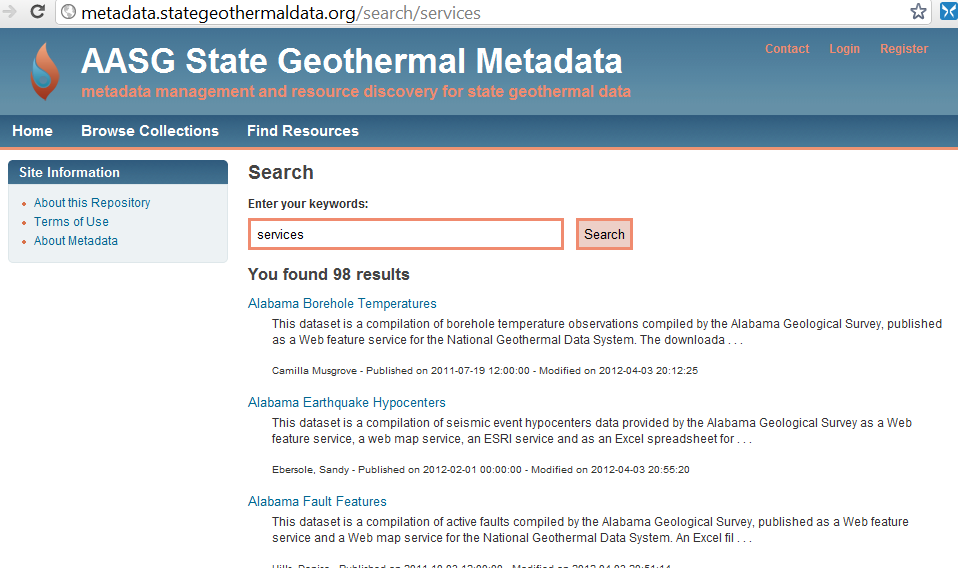 metadata.stategeothermaldata.org/search/services
AASG State Geothermal Metadata
metadata management and resource discovery for state geothermal data
Contact Login Register
Home Browse Collections Find Resources
Site Information
About this Repository
Terms of Use
About Metadata
Search
Enter your keywords:
services Search
You found 98 results
Alabama Borehole Temperatures
This dataset is a compilation of borehole temperature observations compiled by the Alabama Geological Survey, published
as a Web feature service for the National Geothermal Data System. The downloada . . .
Camilla Musgrove - Published on 2011-07-19 12:00:00 - Modified on 2012-04-03 20:12:25
Alabama Earthquake Hypocenters
This dataset is a compilation of seismic event hypocenters data provided by the Alabama Geological Survey as a Web
feature service, a web map service, an ESRI service and as an Excel spreadsheet for . . .
Ebersole, Sandy - Published on 2012-02-01 00:00:00 - Modified on 2012-04-03 20:55:20
Alabama Fault Features
This dataset is a compilation of active faults compiled by the Alabama Geological Survey, published as a Web feature
service and a Web map service for the National Geothermal Data System. An Excel fil . . .